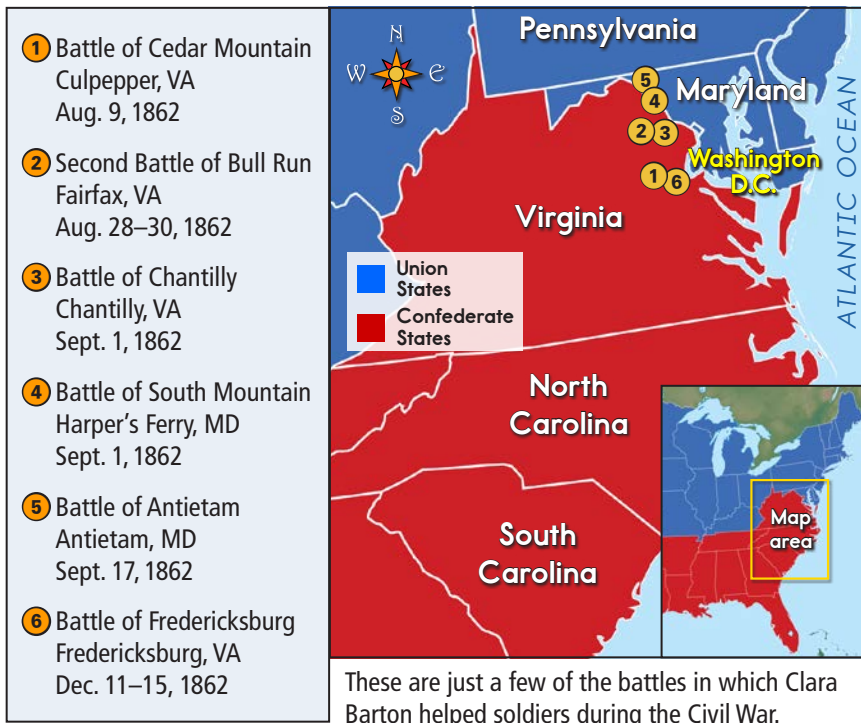 1 Battle of Cedar Mountain
Culpepper, VA
Aug. 9, 1862
2 Second Battle of Bull Run
Fairfax, VA
Aug. 28–30, 1862
3 Battle of Chantilly
Chantilly, VA
Sept. 1, 1862
4 Battle of South Mountain
Harper's Ferry, MD
Sept. 1, 1862
5 Battle of Antietam
Antietam, MD
Sept. 17, 1862
6 Battle of Fredericksburg
Fredericksburg, VA
Dec. 11–15, 1862
N
W E
S
Pennsylvania
5
4
Maryland
2 3
Washington
D.C.
1
6
Virginia
ATLANTIC OCEAN
Union
States
Confederate
States
North
Carolina
South
Carolina
Map
area
These are just a few of the battles in which Clara
Barton helped soldiers during the Civil War.